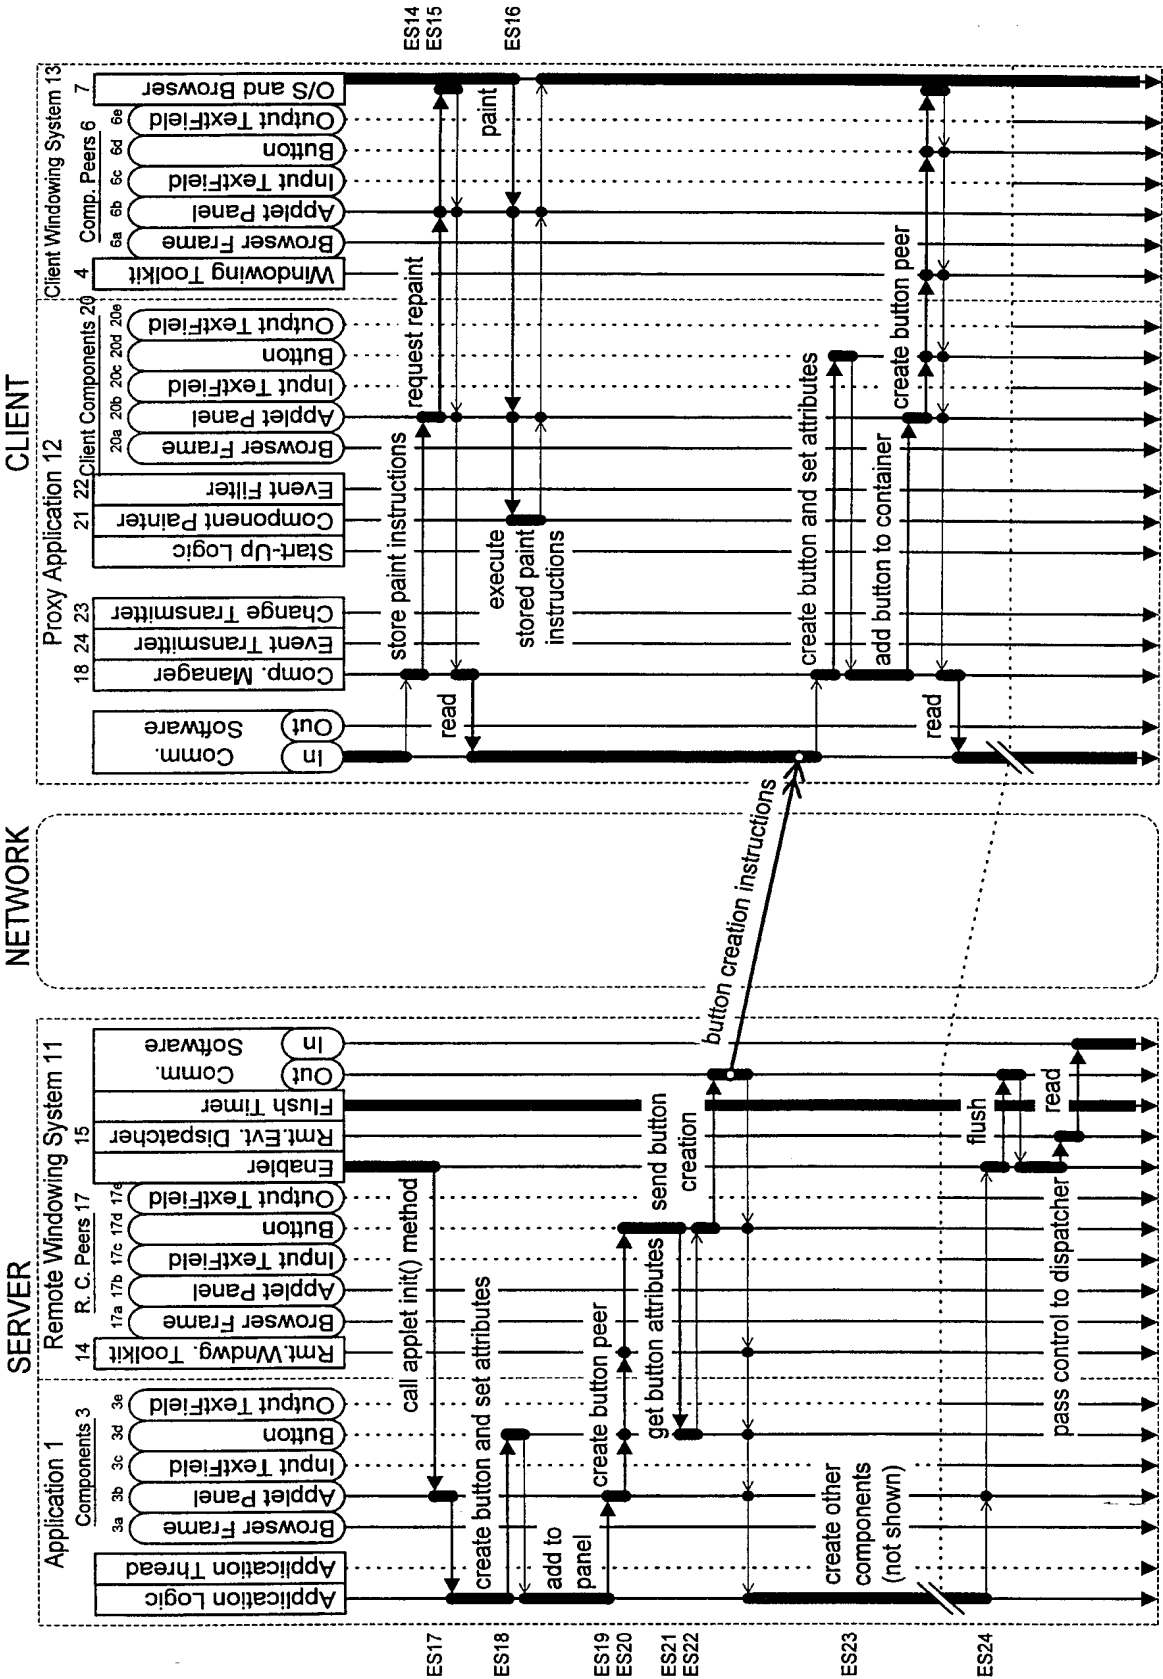 SERVER
NETWORK
CLIENT
Application 1
Components 3
3a 3b 3c 3d 3e
Application Logic
Application Thread
Browser Frame
Applet Panel
Input TextField
Button
Output TextField
Remote Windowing System 11
14
R. C. Peers 17
17a 17b 17c 17d 17e
15
Rmt.Wndwg. Toolkit
Browser Frame
Applet Panel
Input TextField
Button
Output TextField
Enabler
Rmt.Evt. Dispatcher
Flush Timer
Comm.
Software
Out
In
Proxy Application 12
18 24 23
21 22
Client Components 20
20a 20b 20c 20d 20e
Comm.
Software
In
Out
Comp. Manager
Event Transmitter
Change Transmitter
Start-Up Logic
Component Painter
Event Filter
Browser Frame
Applet Panel
Input TextField
Button
Output TextField
Client Windowing System 13
4
Comp. Peers 6
6a 6b 6c 6d 6e
7
Windowing Toolkit
Browser Frame
Applet Panel
Input TextField
Button
Output TextField
O/S and Browser
ES14
ES15
ES16
ES17
ES18
ES19
ES20
ES21
ES22
ES23
ES24
store paint instructions
request repaint
read
paint
execute
stored paint
instructions
call applet init() method
create button and set attributes
add to
panel
create button peer
get button attributes
send button
creation
button creation instructions
create button and set attributes
add button to container
create button peer
read
create other
components
(not shown)
flush
pass control to dispatcher
read